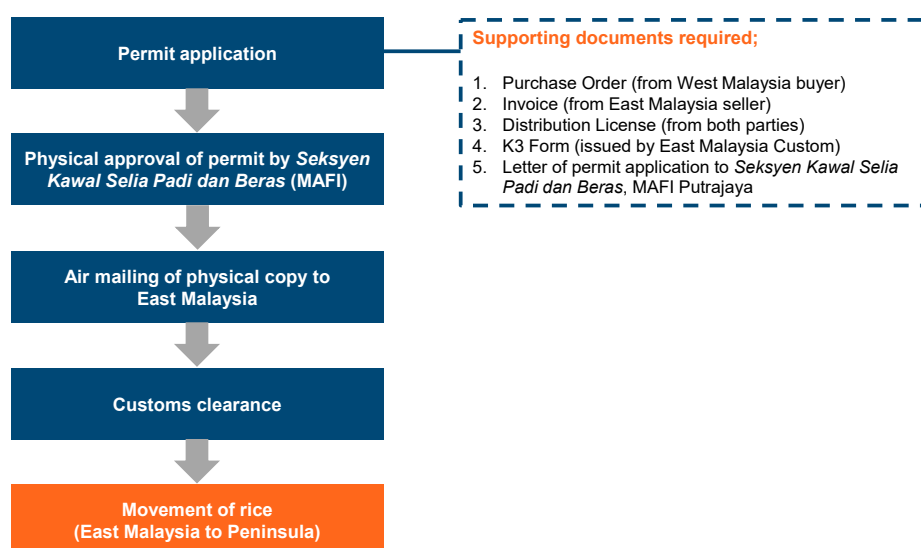 Permit application
Supporting documents required;
1. Purchase Order (from West Malaysia buyer)
2. Invoice (from East Malaysia seller)
3. Distribution License (from both parties)
4. K3 Form (issued by East Malaysia Custom)
5. Letter of permit application to Seksyen Kawal Selia
Padi dan Beras, MAFI Putrajaya
Physical approval of permit by Seksyen
Kawal Selia Padi dan Beras (MAFI)
Air mailing of physical copy to
East Malaysia
Customs clearance
Movement of rice
(East Malaysia to Peninsula)